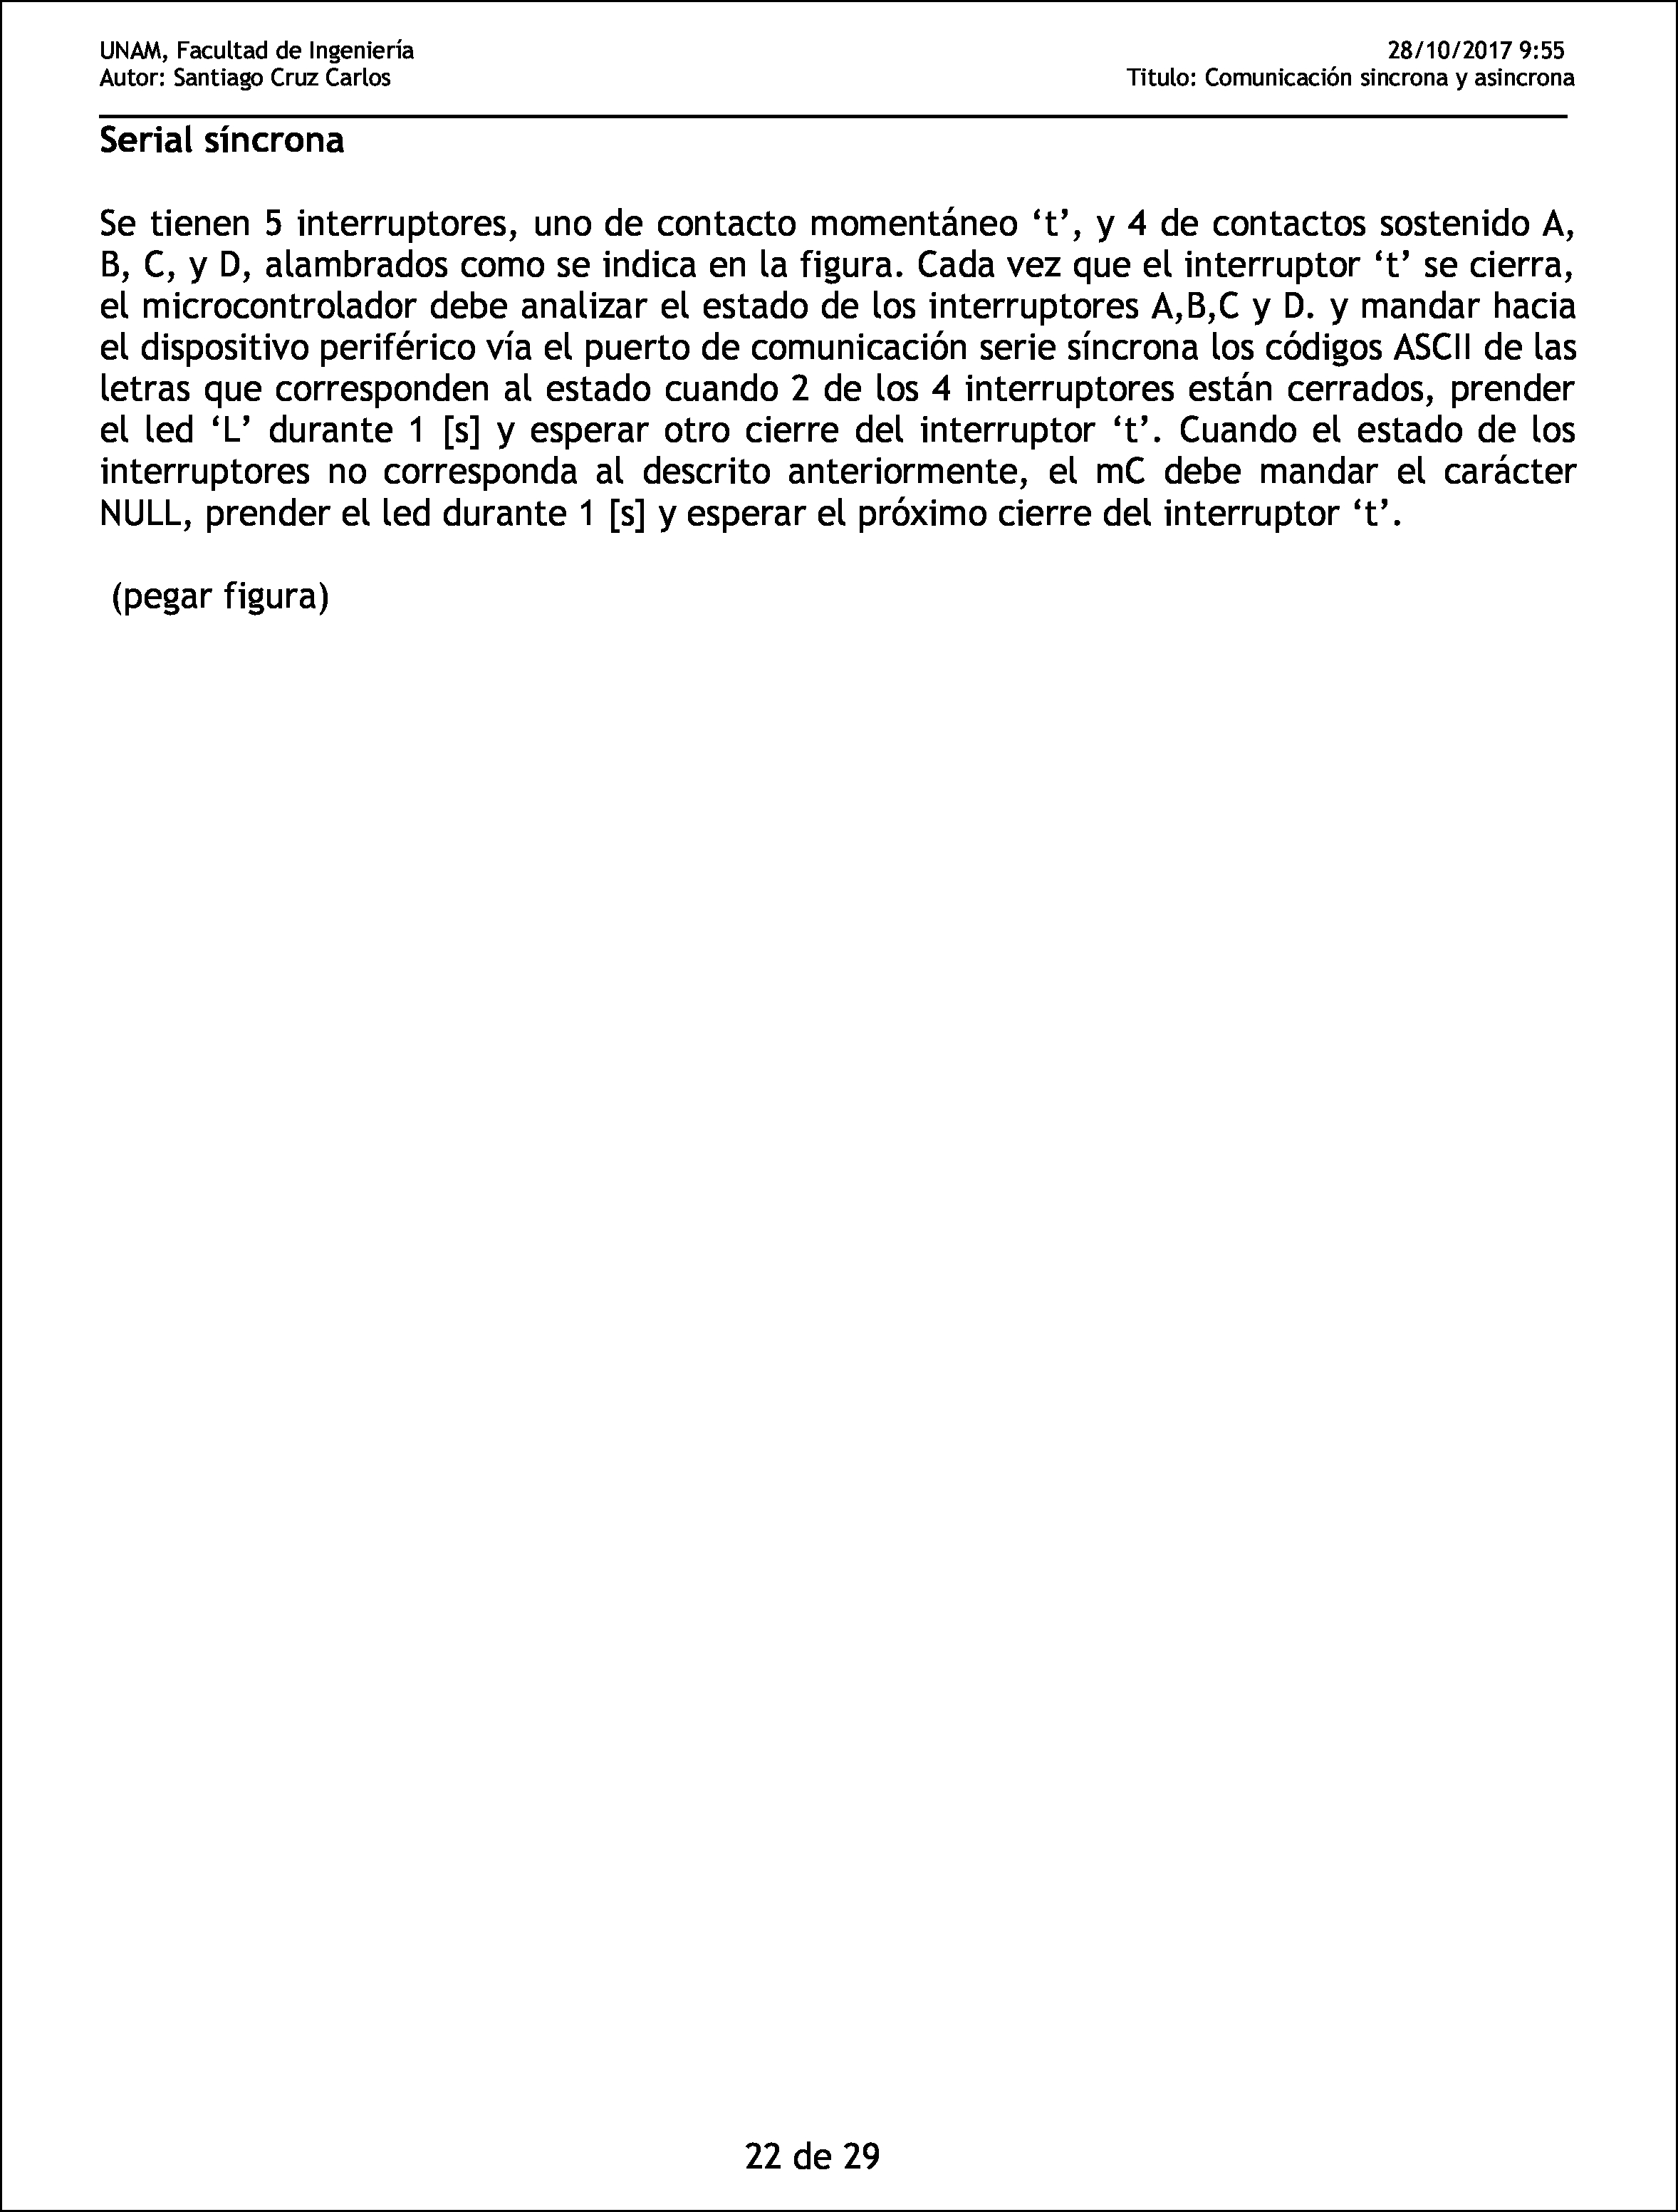 UNAM, Facultad de Ingeniería 28/10/2017 9:55
Autor: Santiago Cruz Carlos Titulo: Comunicación sincrona y asincrona
Serial síncrona
Se tienen 5 interruptores, uno de contacto momentáneo ‘t’, y 4 de contactos sostenido A,
B, C, y D, alambrados como se indica en la figura. Cada vez que el interruptor ‘t’ se cierra,
el microcontrolador debe analizar el estado de los interruptores A,B,C y D. y mandar hacia
el dispositivo periférico vía el puerto de comunicación serie síncrona los códigos ASCII de las
letras que corresponden al estado cuando 2 de los 4 interruptores están cerrados, prender
el led ‘L’ durante 1 [s] y esperar otro cierre del interruptor ‘t’. Cuando el estado de los
interruptores no corresponda al descrito anteriormente, el mC debe mandar el carácter
NULL, prender el led durante 1 [s] y esperar el próximo cierre del interruptor ‘t’.
(pegar figura)
22 de 29